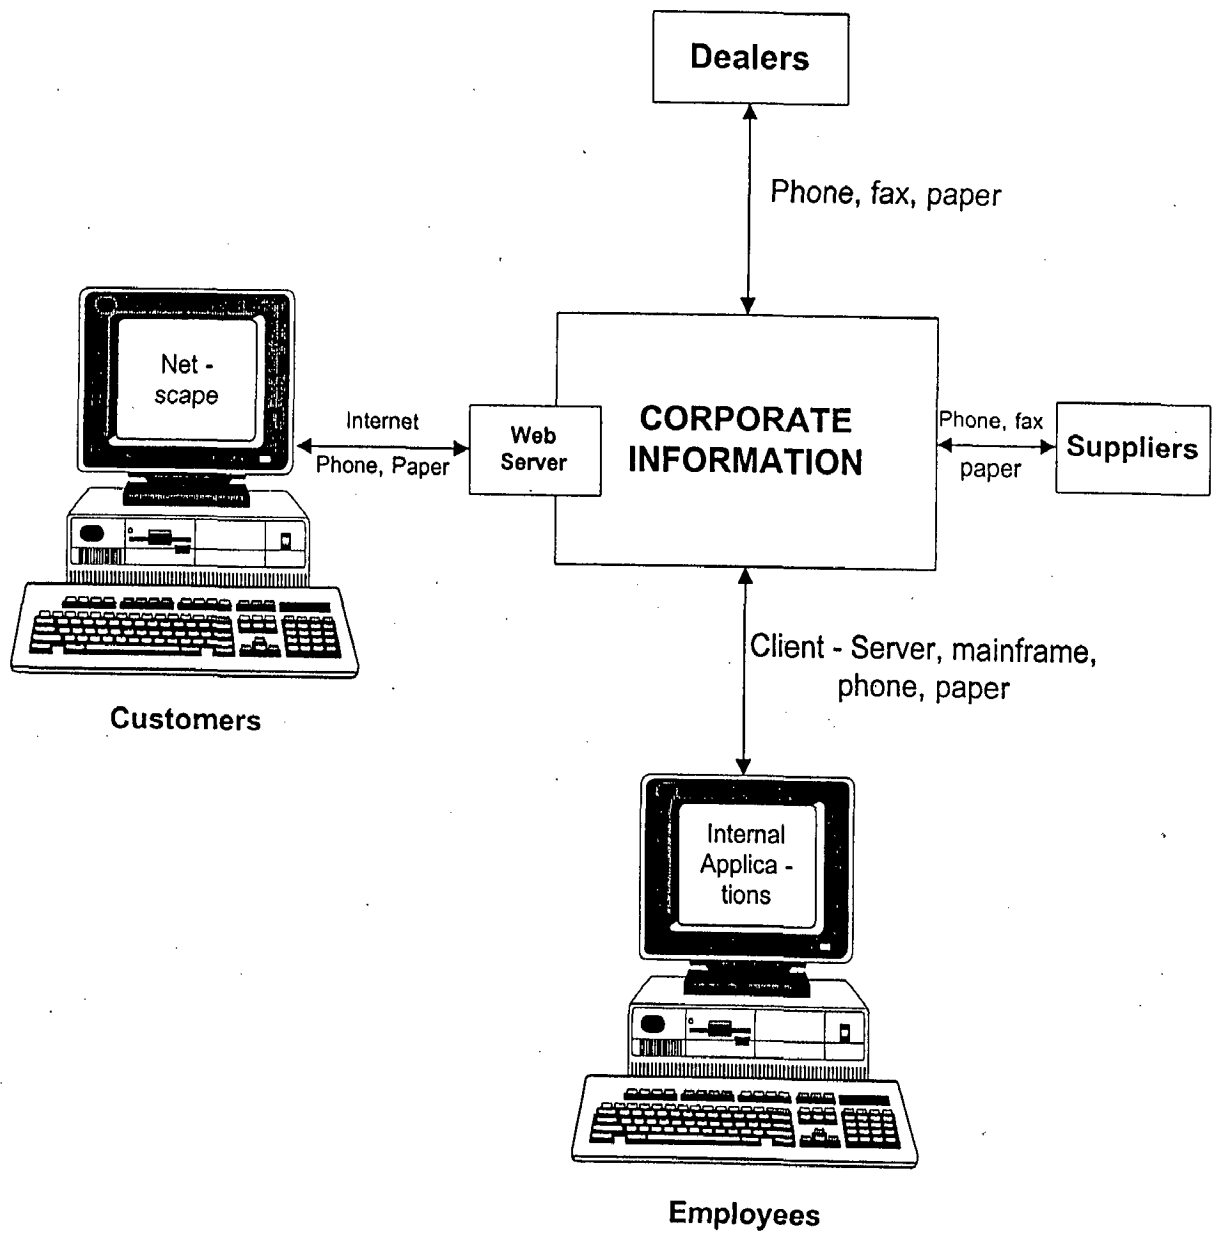 Dealers
Phone, fax, paper
Net -
scape
Internet
Phone, Paper
Web
Server
CORPORATE
INFORMATION
Phone, fax
paper
Suppliers
Customers
Client - Server, mainframe,
phone, paper
Internal
Applica -
tions
Employees